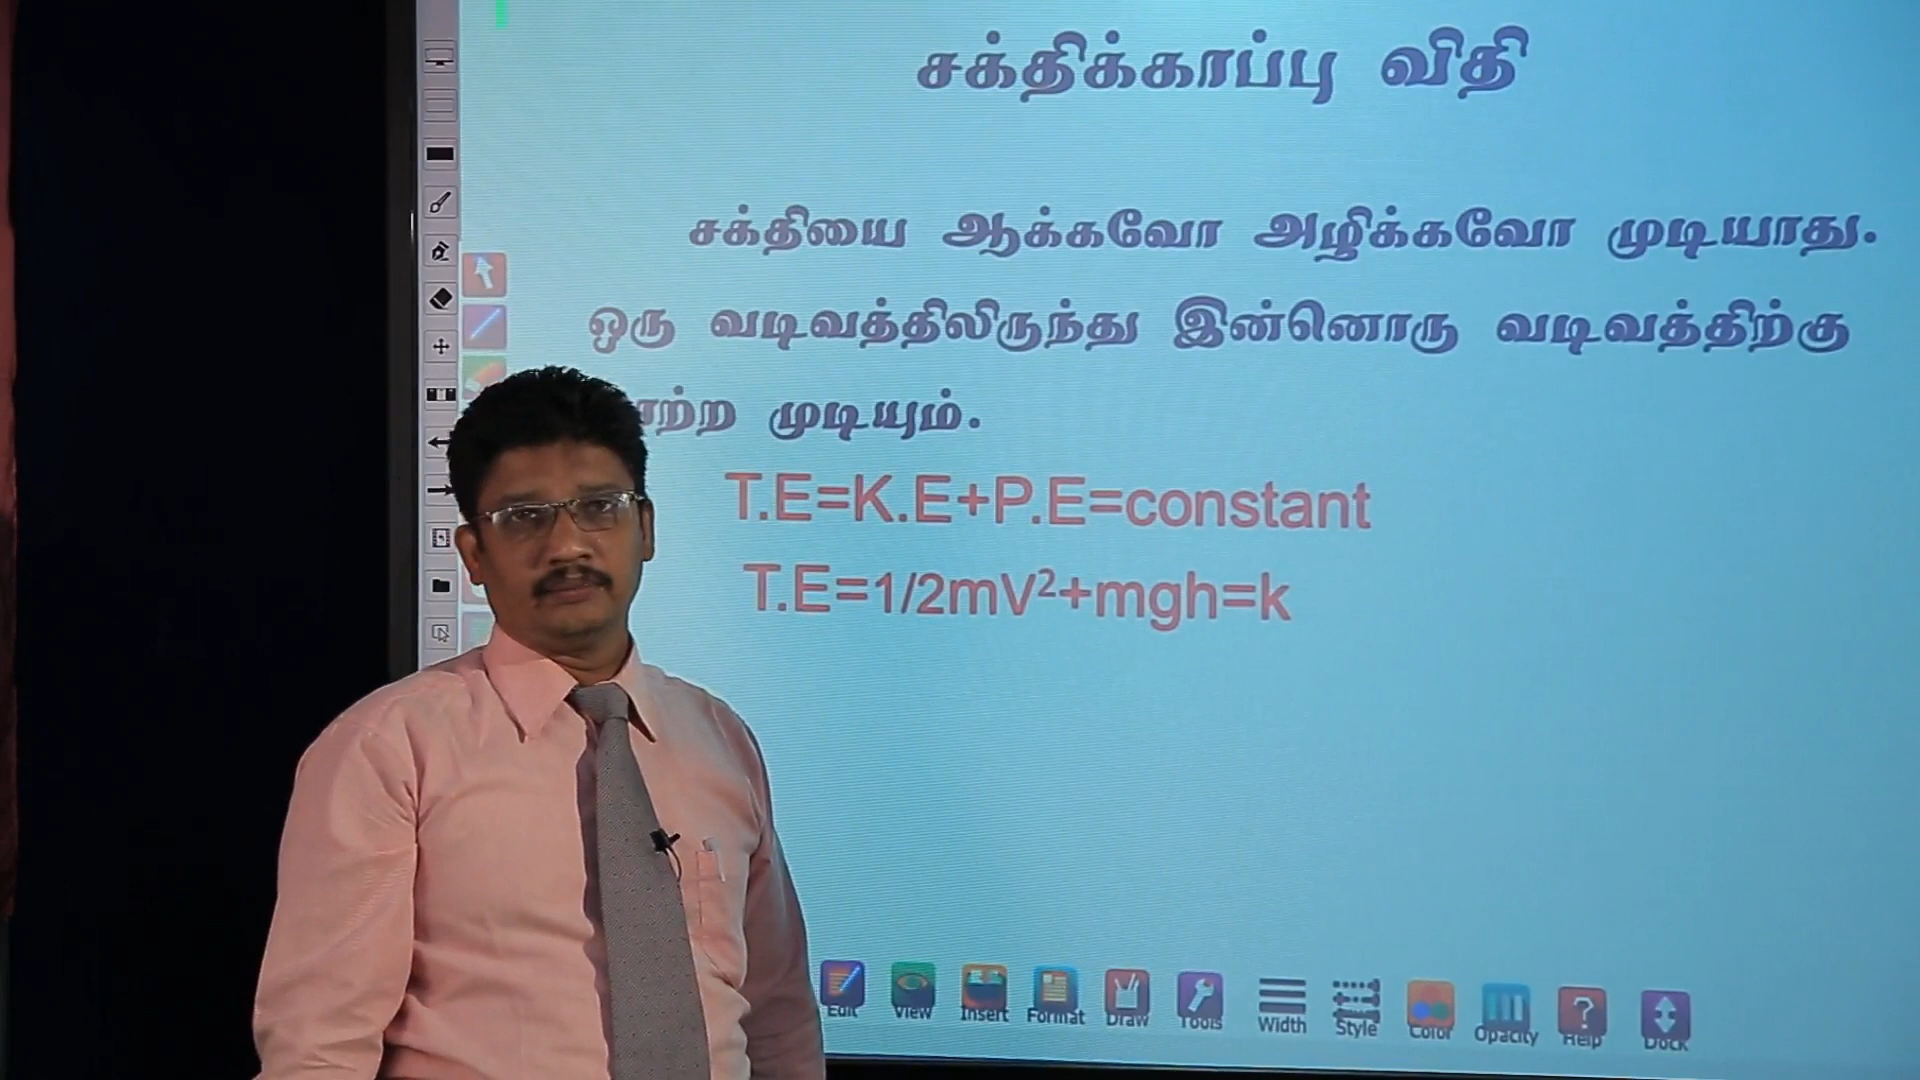 சக்திக்காப்பு விதி
சக்தியை ஆக்கவோ அழிக்கவோ முடியாது.
ஒரு வடிவத்திலிருந்து இன்னொரு வடிவத்திற்கு
முடியும்.
T.E=K.E+P.E=constant
T.E=1/2mV²+mgh=k
Edit View Insert Format Draw Tools Width Style Color Opacity Help Dock